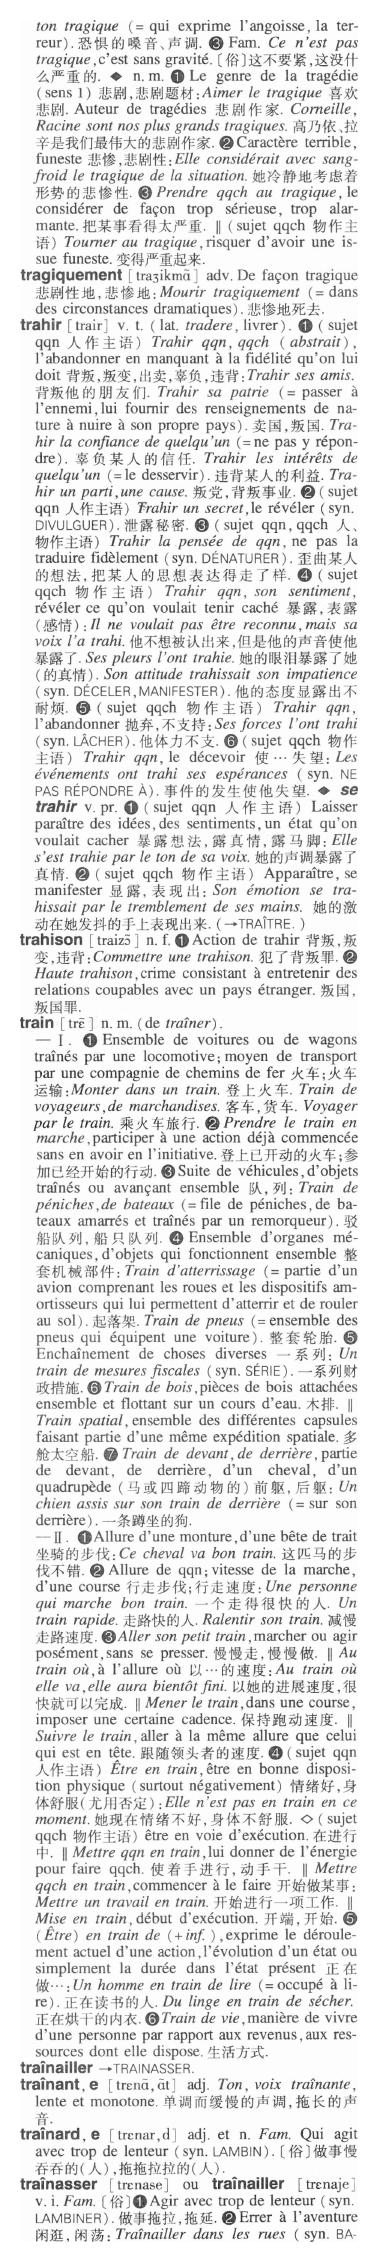 ton tragique (= qui exprime l'angoisse, la ter-
reur). 恐惧的嗓音、声调. ❸ Fam. Ce n'est pas
tragique, c'est sans gravité. [俗]这不要紧,这没什
么严重的. ◆ n. m. ❶ Le genre de la tragédie
(sens 1) 悲剧,悲剧题材: Aimer le tragique 喜欢
悲剧. Auteur de tragédies 悲剧作家. Corneille,
Racine sont nos plus grands tragiques. 高乃依、拉
辛是我们最伟大的悲剧作家. ❷ Caractère terrible,
funeste 悲惨,悲剧性: Elle considérait avec sang-
froid le tragique de la situation. 她冷静地考虑着
形势的悲惨性. ❸ Prendre qqch au tragique, le
considérer de façon trop sérieuse, trop alar-
mante. 把某事看得太严重. ‖ (sujet qqch 物作主
语) Tourner au tragique, risquer d'avoir une is-
sue funeste. 变得严重起来.
tragiquement [traʒikmɑ̃] adv. De façon tragique
悲剧性地,悲惨地: Mourir tragiquement (= dans
des circonstances dramatiques). 悲惨地死去.
trahir [trair] v. t. (lat. tradere, livrer). ❶ (sujet
qqn 人作主语) Trahir qqn, qqch (abstrait),
l'abandonner en manquant à la fidélité qu'on lui
doit 背叛,叛变,出卖,辜负,违背: Trahir ses amis.
背叛他的朋友们. Trahir sa patrie (= passer à
l'ennemi, lui fournir des renseignements de na-
ture à nuire à son propre pays). 卖国,叛国. Tra-
hir la confiance de quelqu'un (= ne pas y répon-
dre). 辜负某人的信任. Trahir les intérêts de
quelqu'un (= le desservir). 违背某人的利益. Tra-
hir un parti, une cause. 叛党,背叛事业. ❷ (sujet
qqn 人作主语) Trahir un secret, le révéler (syn.
DIVULGUER). 泄露秘密. ❸ (sujet qqn, qqch 人、
物作主语) Trahir la pensée de qqn, ne pas la
traduire fidèlement (syn. DÉNATURER). 歪曲某人
的想法,把某人的思想表达得走了样. ❹ (sujet
qqch 物作主语) Trahir qqn, son sentiment,
révéler ce qu'on voulait tenir caché 暴露,表露
(感情): Il ne voulait pas être reconnu, mais sa
voix l'a trahi. 他不想被认出来,但是他的声音使他
暴露了. Ses pleurs l'ont trahie. 她的眼泪暴露了她
(的真情). Son attitude trahissait son impatience
(syn. DÉCELER, MANIFESTER). 他的态度显露出不
耐烦. ❺ (sujet qqch 物作主语) Trahir qqn,
l'abandonner 抛弃,不支持: Ses forces l'ont trahi
(syn. LÂCHER). 他体力不支. ❻ (sujet qqch 物作
主语) Trahir qqn, le décevoir 使…失望: Les
événements ont trahi ses espérances (syn. NE
PAS RÉPONDRE À). 事件的发生使他失望. ◆ se
trahir v. pr. ❶ (sujet qqn 人作主语) Laisser
paraître des idées, des sentiments, un état qu'on
voulait cacher 暴露想法,露真情,露马脚: Elle
s'est trahie par le ton de sa voix. 她的声调暴露了
真情. ❷ (sujet qqch 物作主语) Apparaître, se
manifester 显露,表现出: Son émotion se tra-
hissait par le tremblement de ses mains. 她的激
动在她发抖的手上表现出来. (→TRAÎTRE.)
trahison [traizɔ̃] n. f. ❶ Action de trahir 背叛,叛
变,违背: Commettre une trahison. 犯了背叛罪. ❷
Haute trahison, crime consistant à entretenir des
relations coupables avec un pays étranger. 叛国,
叛国罪.
train [trɛ̃] n. m. (de traîner).
— I. ❶ Ensemble de voitures ou de wagons
traînés par une locomotive; moyen de transport
par une compagnie de chemins de fer 火车;火车
运输: Monter dans un train. 登上火车. Train de
voyageurs, de marchandises. 客车,货车. Voyager
par le train. 乘火车旅行. ❷ Prendre le train en
marche, participer à une action déjà commencée
sans en avoir en l'initiative. 登上已开动的火车;参
加已经开始的行动. ❸ Suite de véhicules, d'objets
traînés ou avançant ensemble 队,列: Train de
péniches, de bateaux (= file de péniches, de ba-
teaux amarrés et traînés par un remorqueur). 驳
船队列,船只队列. ❹ Ensemble d'organes mé-
caniques, d'objets qui fonctionnent ensemble 整
套机械部件: Train d'atterrissage (= partie d'un
avion comprenant les roues et les dispositifs am-
ortisseurs qui lui permettent d'atterrir et de rouler
au sol). 起落架. Train de pneus (= ensemble des
pneus qui équipent une voiture). 整套轮胎. ❺
Enchaînement de choses diverses 一系列: Un
train de mesures fiscales (syn. SÉRIE). 一系列财
政措施. ❻ Train de bois, pièces de bois attachées
ensemble et flottant sur un cours d'eau. 木排. ‖
Train spatial, ensemble des différentes capsules
faisant partie d'une même expédition spatiale. 多
舱太空船. ❼ Train de devant, de derrière, partie
de devant, de derrière, d'un cheval, d'un
quadrupède (马或四蹄动物的) 前躯,后躯: Un
chien assis sur son train de derrière (= sur son
derrière). 一条蹲坐的狗.
— II. ❶ Allure d'une monture, d'une bête de trait
坐骑的步伐: Ce cheval va bon train. 这匹马的步
伐不错. ❷ Allure de qqn; vitesse de la marche,
d'une course 行走步伐;行走速度: Une personne
qui marche bon train. 一个走得很快的人. Un
train rapide. 走路快的人. Ralentir son train. 减慢
走路速度. ❸ Aller son petit train, marcher ou agir
posément, sans se presser. 慢慢走,慢慢做. ‖ Au
train où, à l'allure où 以…的速度: Au train où
elle va, elle aura bientôt fini. 以她的进展速度,很
快就可以完成. ‖ Mener le train, dans une course,
imposer une certaine cadence. 保持跑动速度. ‖
Suivre le train, aller à la même allure que celui
qui est en tête. 跟随领头者的速度. ❹ (sujet qqn
人作主语) Être en train, être en bonne disposi-
tion physique (surtout négativement) 情绪好,身
体舒服(尤用否定): Elle n'est pas en train en ce
moment. 她现在情绪不好,身体不舒服. ◇ (sujet
qqch 物作主语) être en voie d'exécution. 在进行
中. ‖ Mettre qqn en train, lui donner de l'énergie
pour faire qqch. 使着手进行,动手干. ‖ Mettre
qqch en train, commencer à le faire 开始做某事:
Mettre un travail en train. 开始进行一项工作. ‖
Mise en train, début d'exécution. 开端,开始. ❺
(Être) en train de (+ inf.), exprime le déroule-
ment actuel d'une action, l'évolution d'un état ou
simplement la durée dans l'état présent 正在
做…: Un homme en train de lire (= occupé à li-
re). 正在读书的人. Du linge en train de sécher.
正在烘干的内衣. ❻ Train de vie, manière de vivre
d'une personne par rapport aux revenus, aux res-
sources dont elle dispose. 生活方式.
traînailler →TRAINASSER.
traînant, e [trɛnɑ̃, ɑ̃t] adj. Ton, voix traînante,
lente et monotone. 单调而缓慢的声调,拖长的声
音.
traînard, e [trɛnar, d] adj. et n. Fam. Qui agit
avec trop de lenteur (syn. LAMBIN). [俗]做事慢
吞吞的(人),拖拖拉拉的(人).
traînasser [trɛnase] ou traînailler [trɛnaje]
v. i. Fam. [俗] ❶ Agir avec trop de lenteur (syn.
LAMBINER). 做事拖拉,拖延. ❷ Errer à l'aventure
闲逛,闲荡: Traînailler dans les rues (syn. BA-